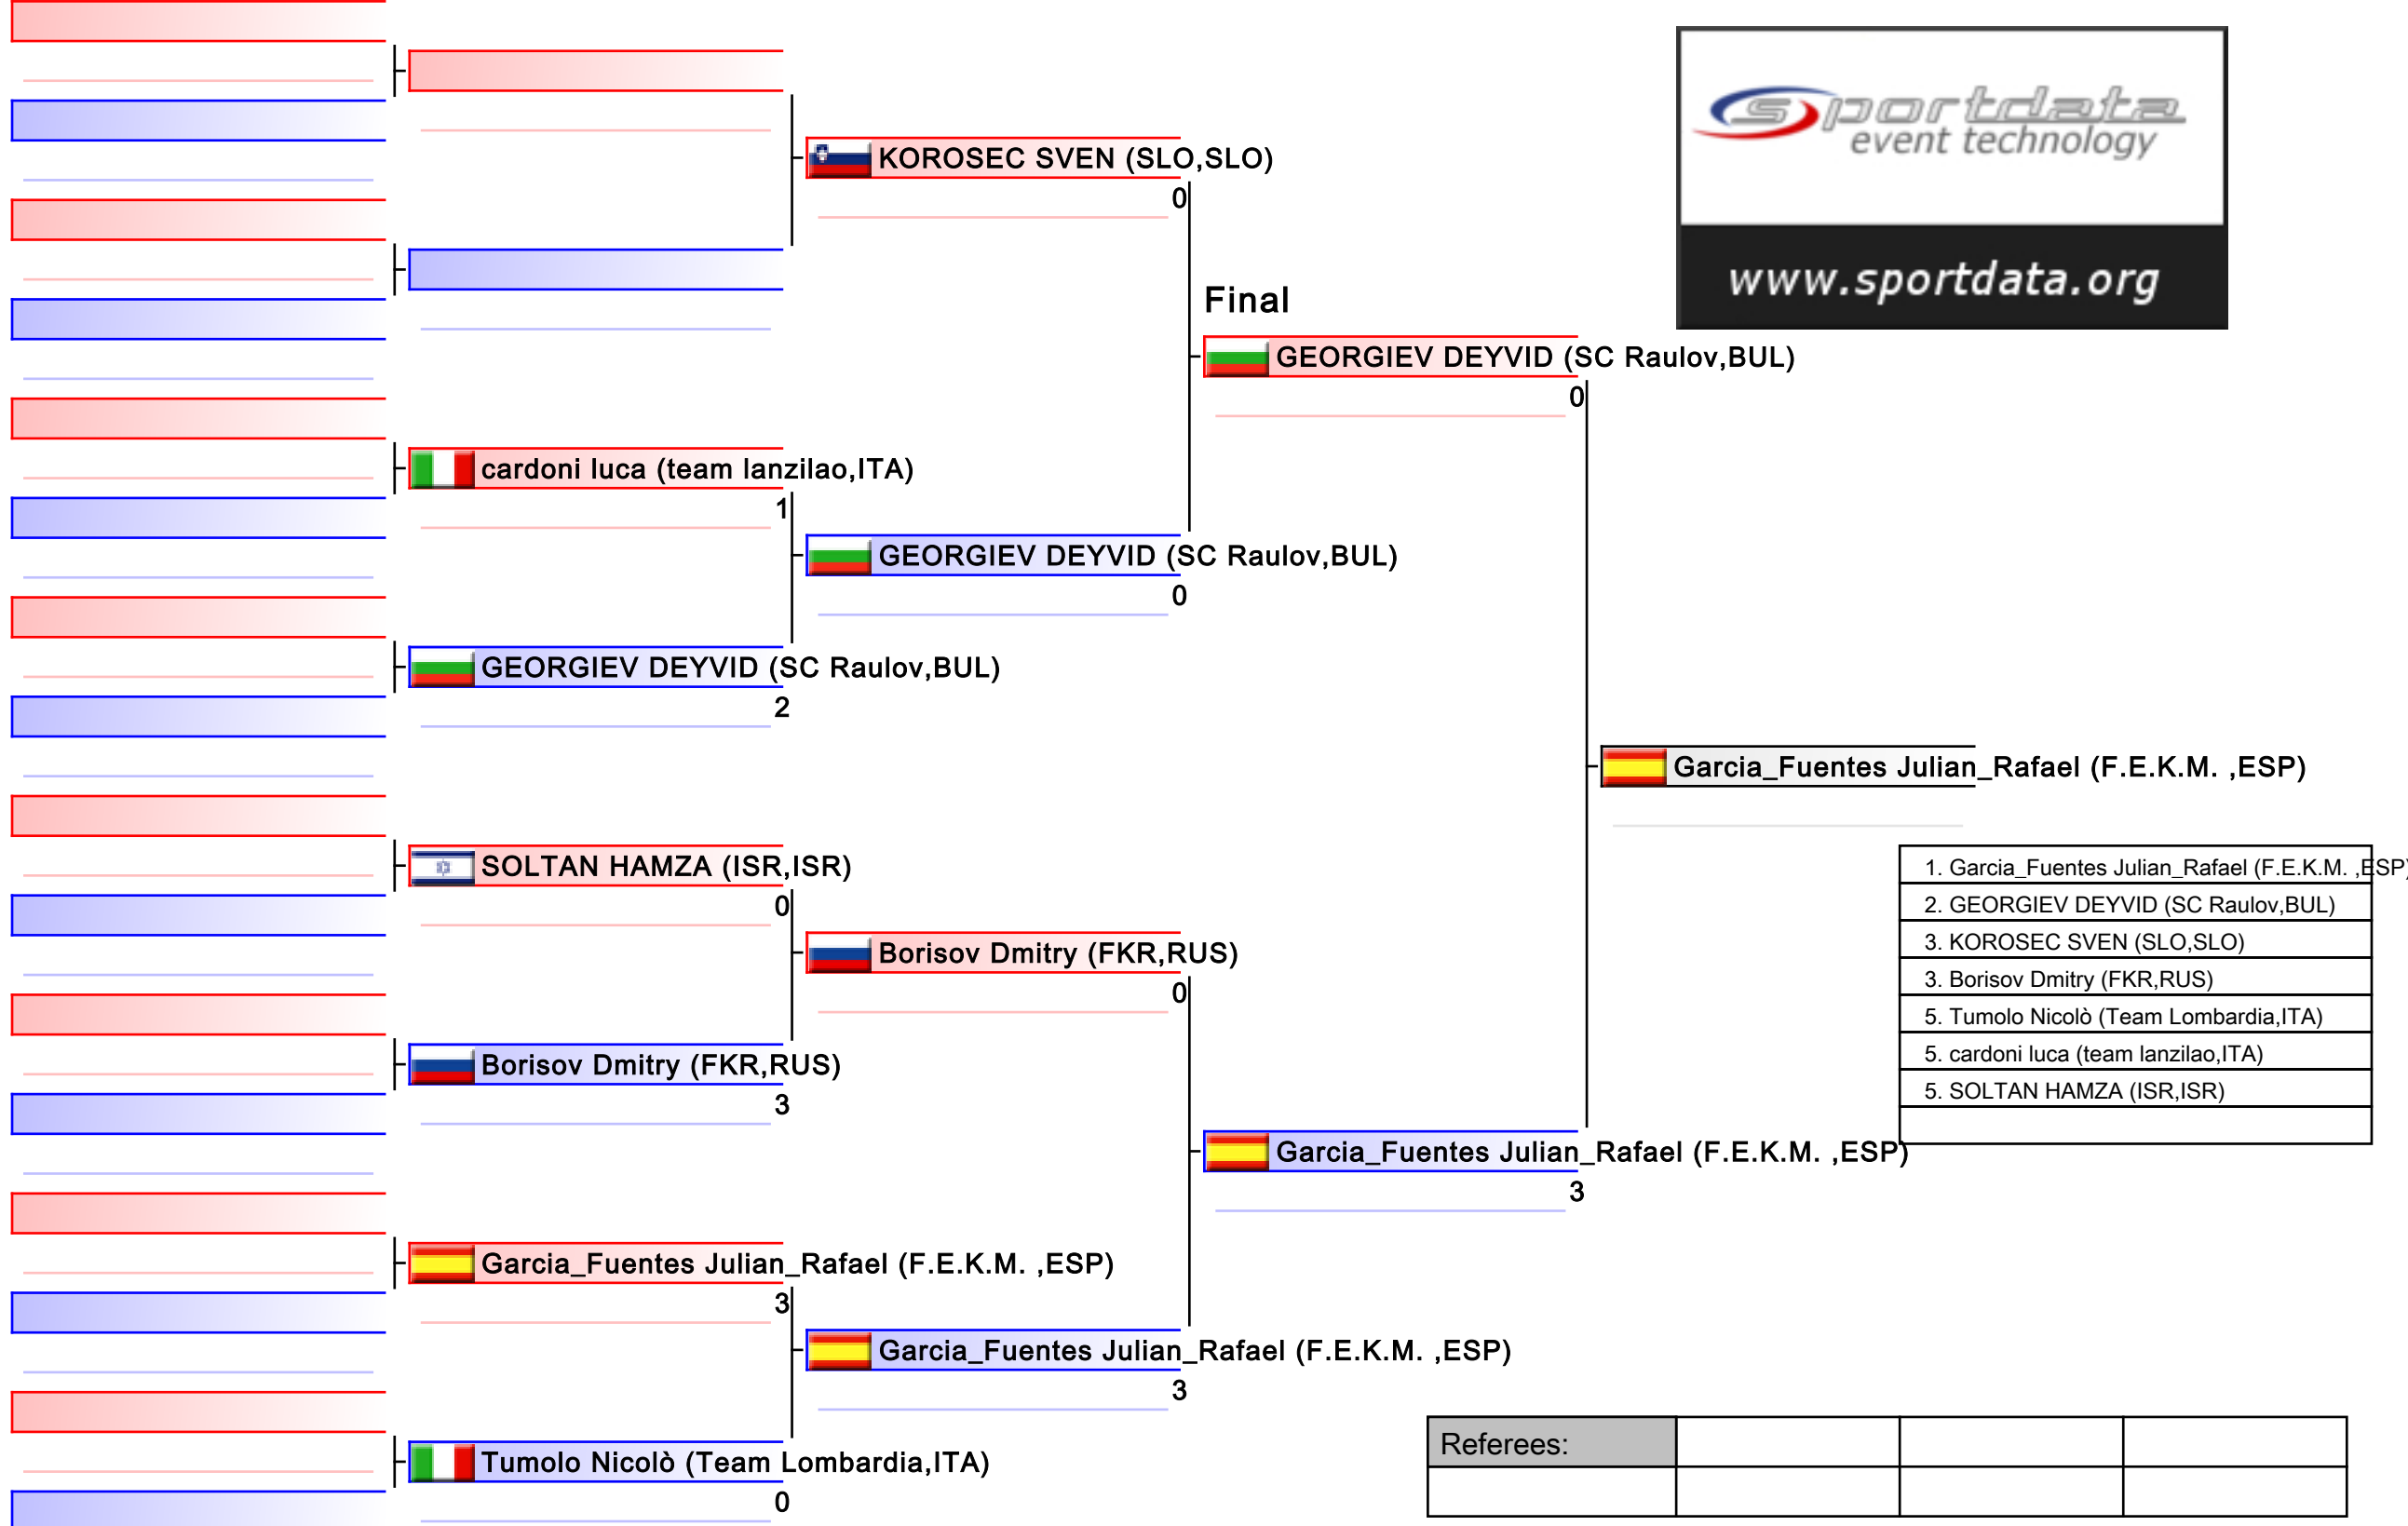 sportdata
event technology
www.sportdata.org
KOROSEC SVEN (SLO,SLO)
0
Final
GEORGIEV DEYVID (SC Raulov,BUL)
0
cardoni luca (team lanzilao,ITA)
1
GEORGIEV DEYVID (SC Raulov,BUL)
0
GEORGIEV DEYVID (SC Raulov,BUL)
2
Garcia_Fuentes Julian_Rafael (F.E.K.M. ,ESP)
SOLTAN HAMZA (ISR,ISR)
0
Borisov Dmitry (FKR,RUS)
0
Borisov Dmitry (FKR,RUS)
3
Garcia_Fuentes Julian_Rafael (F.E.K.M. ,ESP)
3
Garcia_Fuentes Julian_Rafael (F.E.K.M. ,ESP)
3
Garcia_Fuentes Julian_Rafael (F.E.K.M. ,ESP)
3
Tumolo Nicolò (Team Lombardia,ITA)
0
1. Garcia_Fuentes Julian_Rafael (F.E.K.M. ,ESP)
2. GEORGIEV DEYVID (SC Raulov,BUL)
3. KOROSEC SVEN (SLO,SLO)
3. Borisov Dmitry (FKR,RUS)
5. Tumolo Nicolò (Team Lombardia,ITA)
5. cardoni luca (team lanzilao,ITA)
5. SOLTAN HAMZA (ISR,ISR)
Referees: